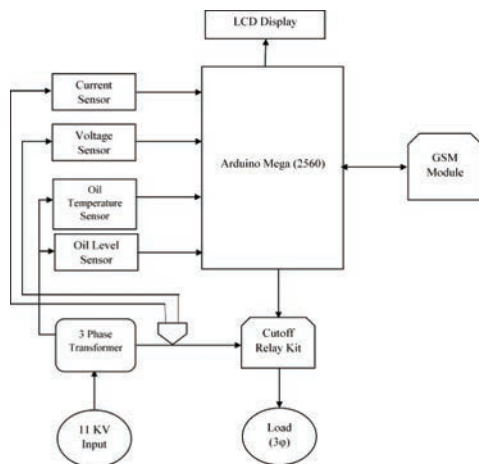 LCD Display
Current
Sensor
Voltage
Sensor
Oil
Temperature
Sensor
Oil Level
Sensor
Arduino Mega (2560)
GSM
Module
3 Phase
Transformer
Cutoff
Relay Kit
11 KV
Input
Load
(3φ)